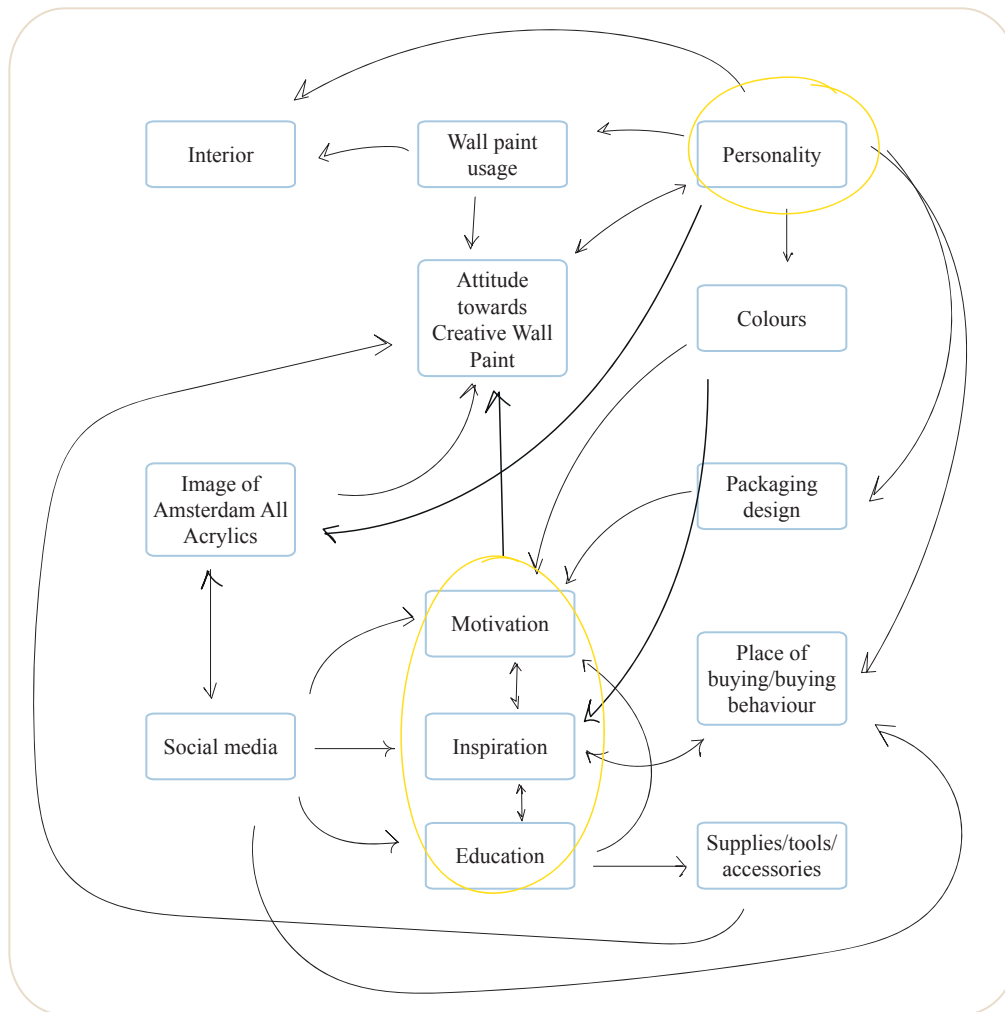 Interior
Wall paint
usage
Personality
Attitude
towards
Creative Wall
Paint
Colours
Image of
Amsterdam All
Acrylics
Packaging
design
Motivation
Place of
buying/buying
behaviour
Social media
Inspiration
Education
Supplies/tools/
accessories